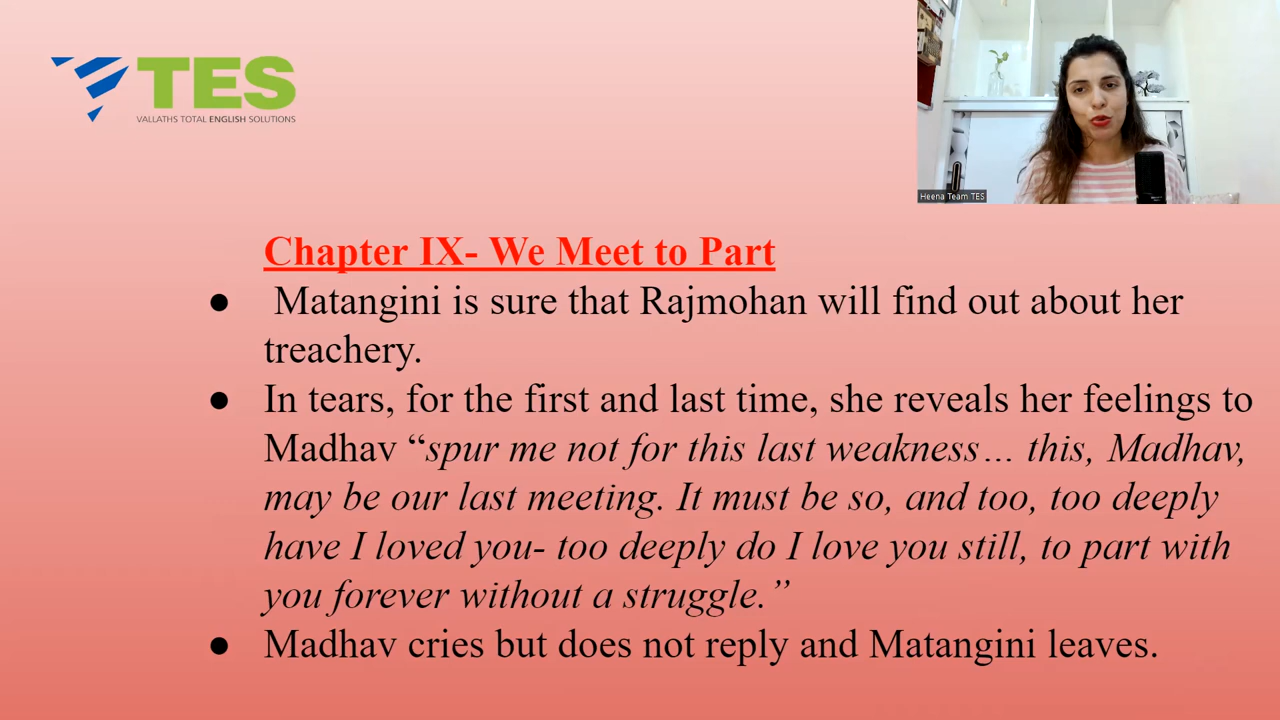 TES
VALLATHS TOTAL ENGLISH SOLUTIONS
Heena Team TES
Chapter IX- We Meet to Part
● Matangini is sure that Rajmohan will find out about her
treachery.
● In tears, for the first and last time, she reveals her feelings to
Madhav “spur me not for this last weakness… this, Madhav,
may be our last meeting. It must be so, and too, too deeply
have I loved you- too deeply do I love you still, to part with
you forever without a struggle.”
● Madhav cries but does not reply and Matangini leaves.